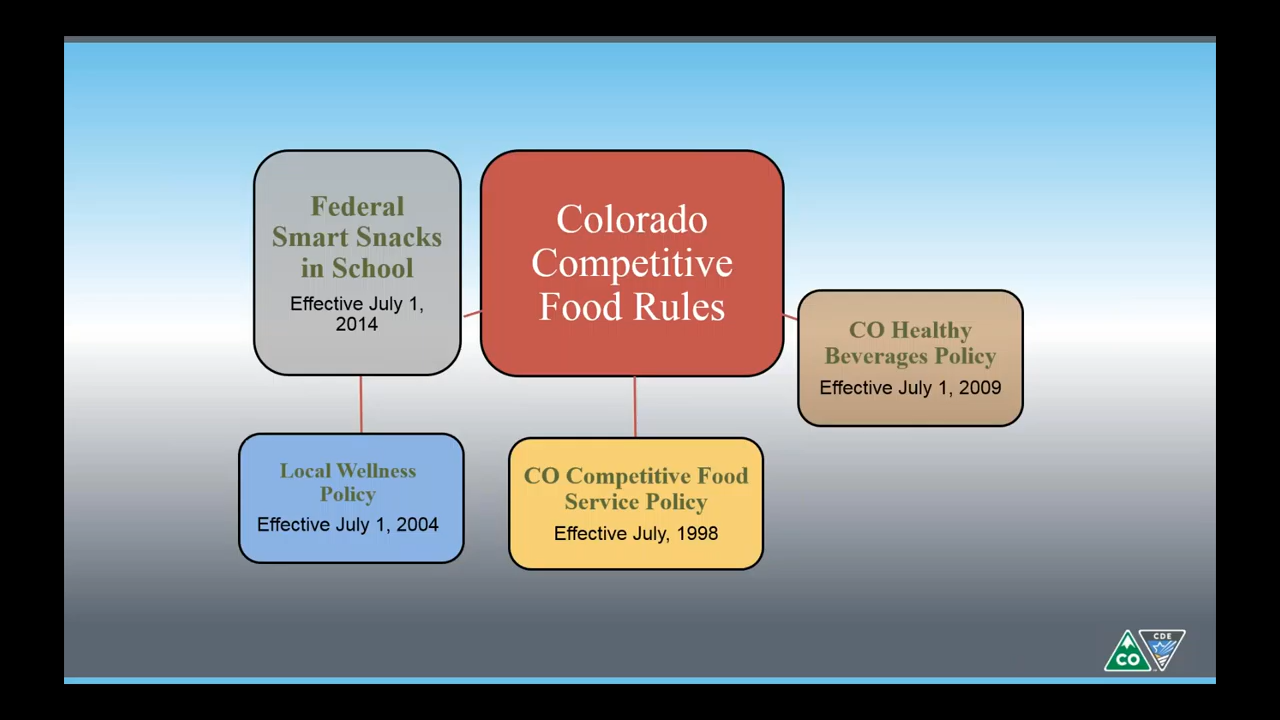 Federal
Smart Snacks
in School
Effective July 1,
2014
Colorado
Competitive
Food Rules
CO Healthy
Beverages Policy
Effective July 1, 2009
Local Wellness
Policy
Effective July 1, 2004
CO Competitive Food
Service Policy
Effective July, 1998
CO
CDE